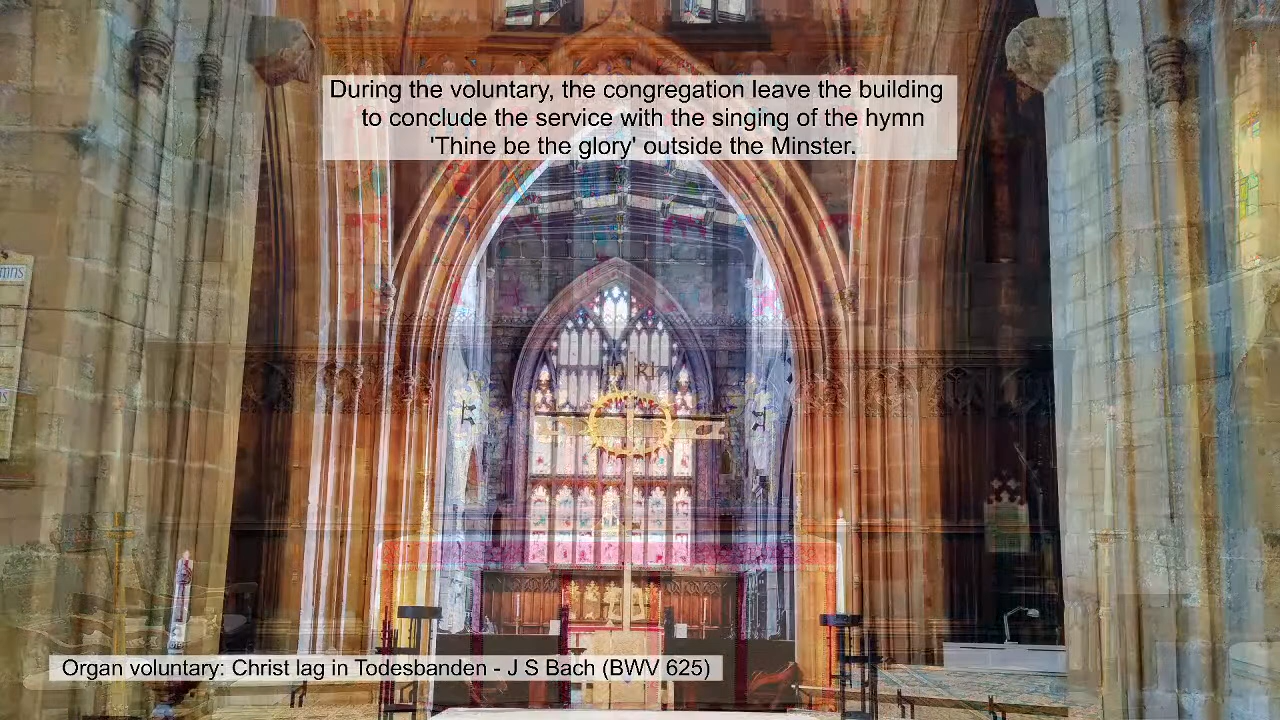 During the voluntary, the congregation leave the building
to conclude the service with the singing of the hymn
'Thine be the glory' outside the Minster.
INRI
Organ voluntary: Christ lag in Todesbanden - J S Bach (BWV 625)